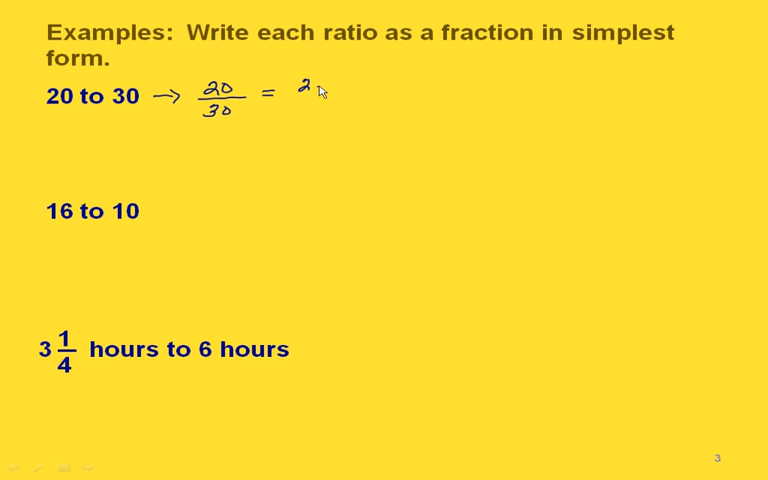 Examples: Write each ratio as a fraction in simplest
form.
20 to 30 → 20/30 = 2
16 to 10
3 1/4 hours to 6 hours
3